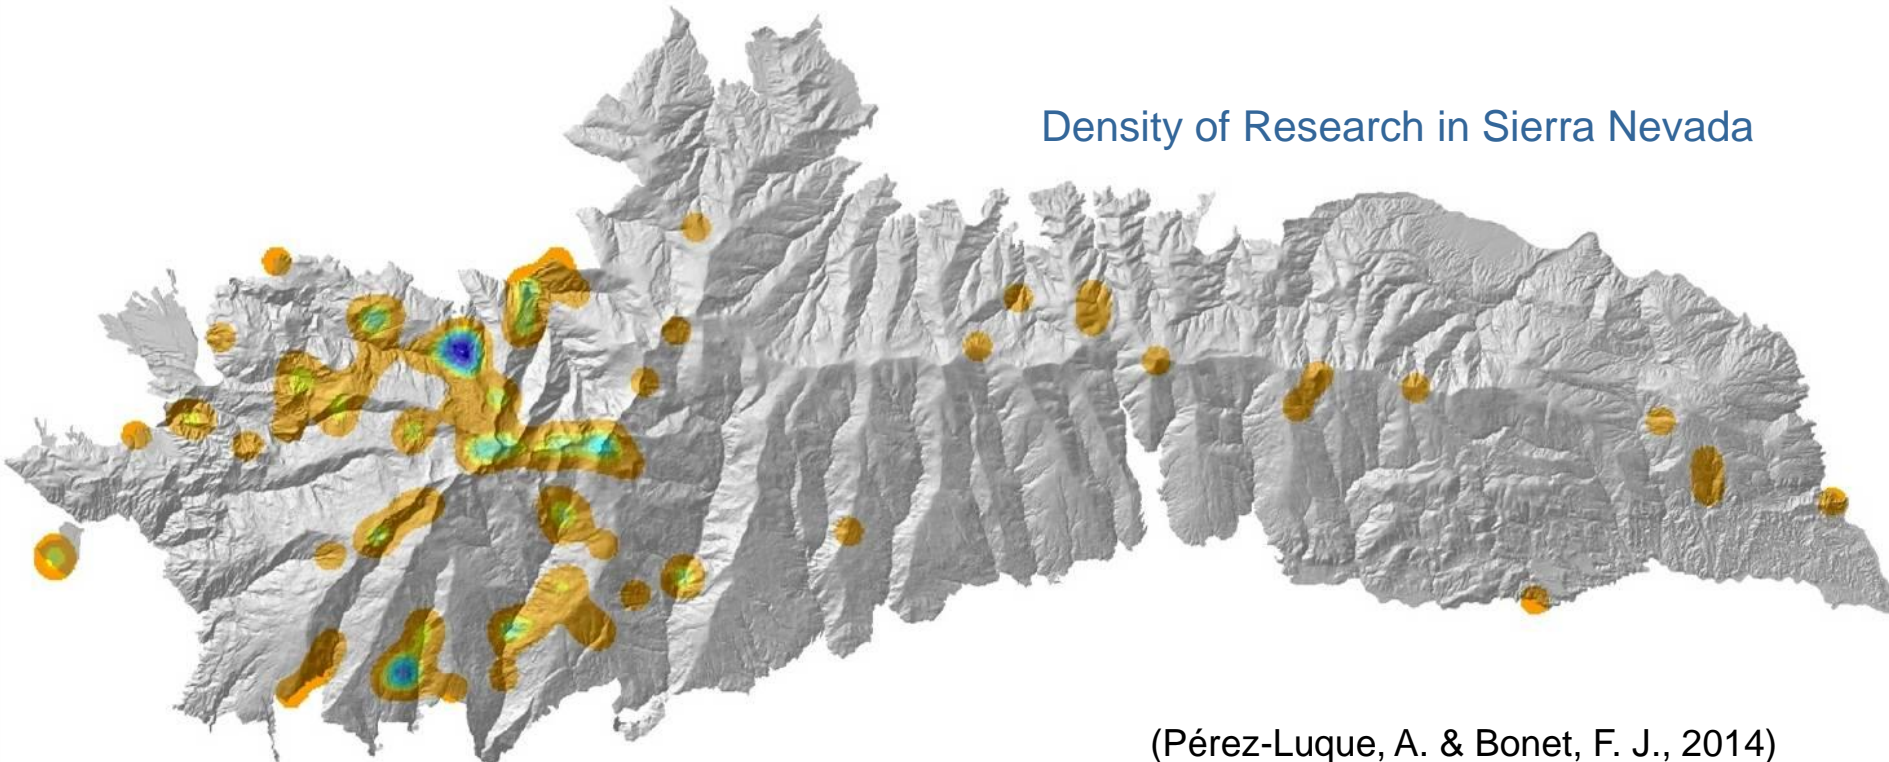 Density of Research in Sierra Nevada
(Pérez-Luque, A. & Bonet, F. J., 2014)